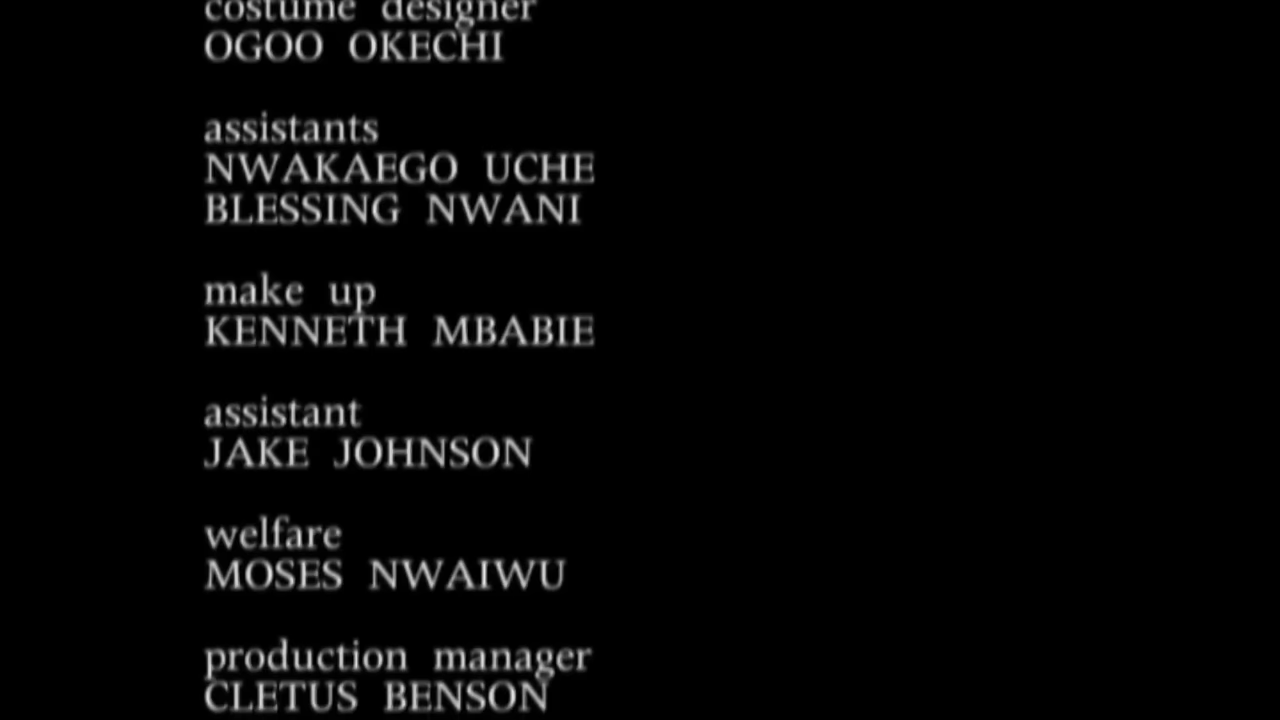 costume designer
OGOO OKECHI
assistants
NWAKAEGO UCHE
BLESSING NWANI
make up
KENNETH MBABIE
assistant
JAKE JOHNSON
welfare
MOSES NWAIWU
production manager
CLETUS BENSON